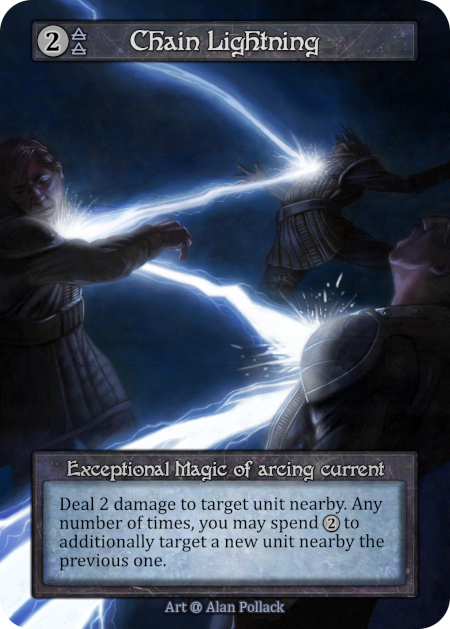 2 Chain Lightning
Exceptional Magic of arcing current
Deal 2 damage to target unit nearby. Any
number of times, you may spend 2 to
additionally target a new unit nearby the
previous one.
Art @ Alan Pollack